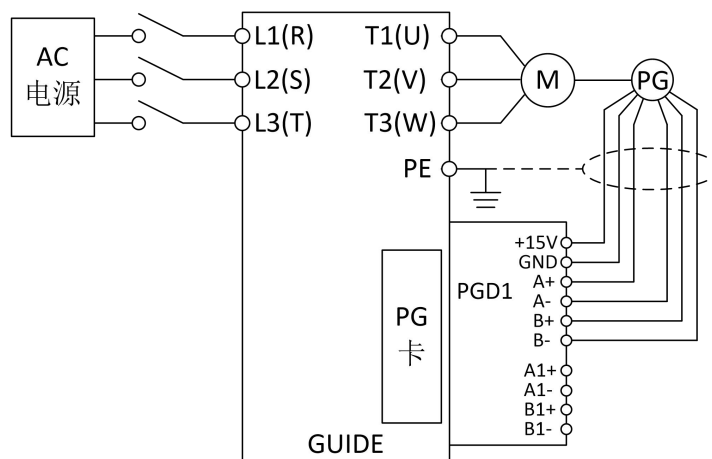 AC
电源
L1(R)
L2(S)
L3(T)
T1(U)
T2(V)
T3(W)
PE
M
PG
PG
卡
PGD1
+15V
GND
A+
A-
B+
B-
A1+
A1-
B1+
B1-
GUIDE